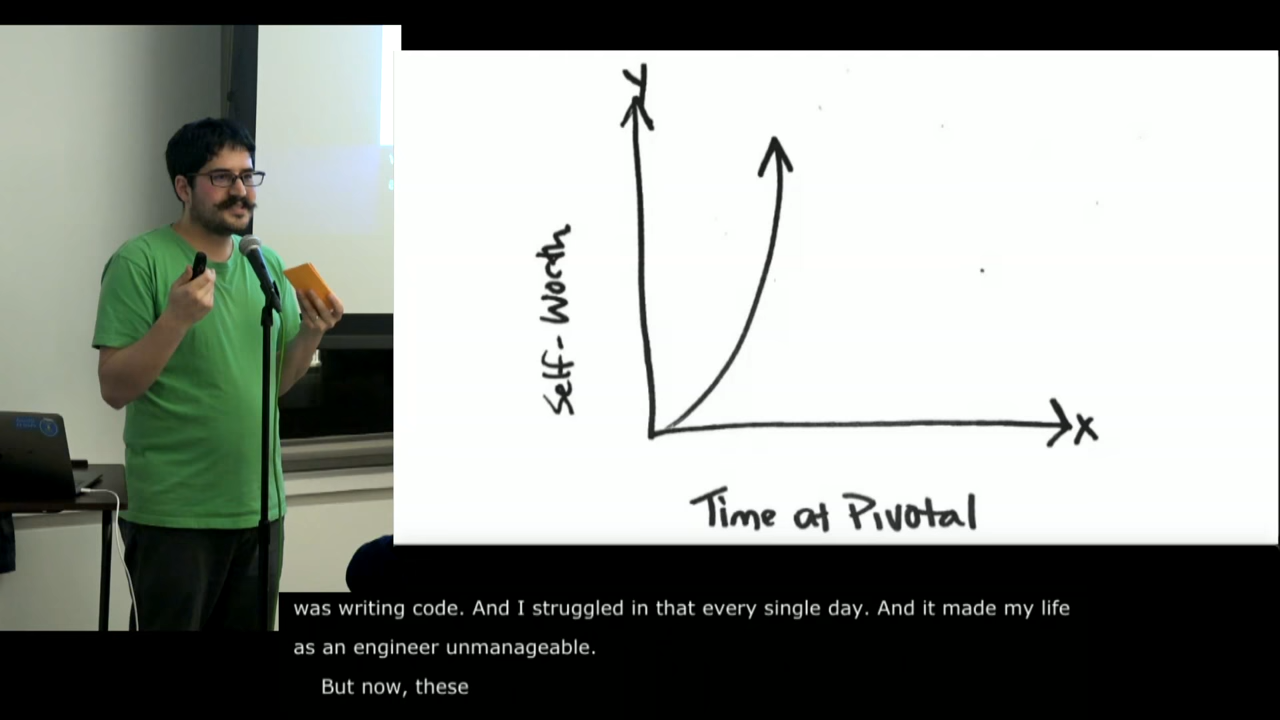 Y
Self-Worth
X
Time at Pivotal
was writing code. And I struggled in that every single day. And it made my life
as an engineer unmanageable.
But now, these